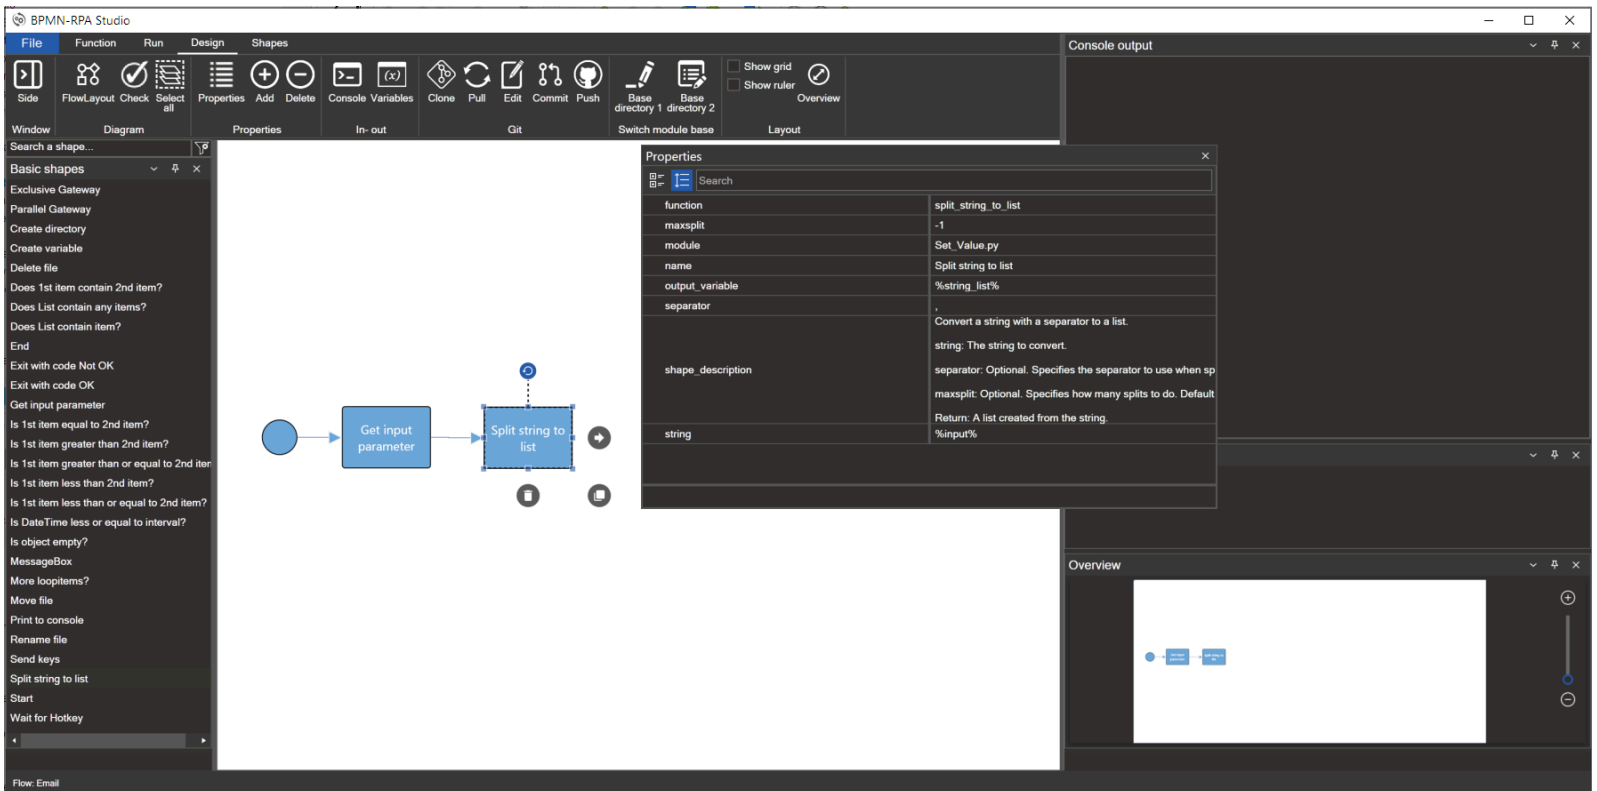 BPMN-RPA Studio
File Function Run Design Shapes
Side FlowLayout Check Select all Properties Add Delete Console Variables Clone Pull Edit Commit Push Base directory 1 Base directory 2 Show grid Show ruler Overview
(x)
Window Diagram Properties In- out Git Switch module base Layout
Search a shape...
Basic shapes
Exclusive Gateway
Parallel Gateway
Create directory
Create variable
Delete file
Does 1st item contain 2nd item?
Does List contain any items?
Does List contain item?
End
Exit with code Not OK
Exit with code OK
Get input parameter
Is 1st item equal to 2nd item?
Is 1st item greater than 2nd item?
Is 1st item greater than or equal to 2nd iten
Is 1st item less than 2nd item?
Is 1st item less than or equal to 2nd item?
Is DateTime less or equal to interval?
Is object empty?
MessageBox
More loopitems?
Move file
Print to console
Rename file
Send keys
Split string to list
Start
Wait for Hotkey
Flow: Email
Get input
parameter
Split string to
list
Properties
Search
function split_string_to_list
maxsplit -1
module Set_Value.py
name Split string to list
output_variable %string_list%
separator ,
shape_description
Convert a string with a separator to a list.
string: The string to convert.
separator: Optional. Specifies the separator to use when sp
maxsplit: Optional. Specifies how many splits to do. Default
Return: A list created from the string.
string %input%
Console output
Overview
Get input
parameter
Split string to
list